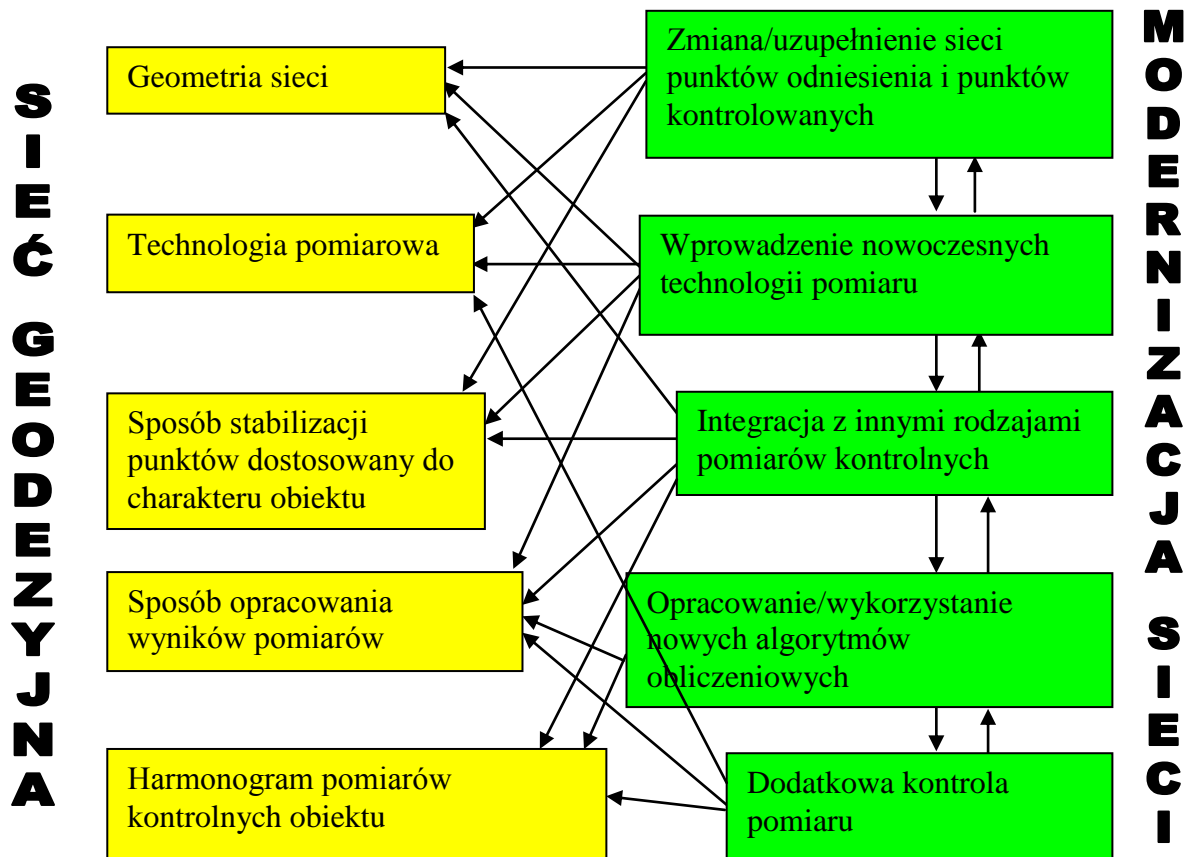 SIEĆ GEODEZYJNA
Geometria sieci
Technologia pomiarowa
Sposób stabilizacji
punktów dostosowany do
charakteru obiektu
Sposób opracowania
wyników pomiarów
Harmonogram pomiarów
kontrolnych obiektu
Zmiana/uzupełnienie sieci
punktów odniesienia i punktów
kontrolowanych
Wprowadzenie nowoczesnych
technologii pomiaru
Integracja z innymi rodzajami
pomiarów kontrolnych
Opracowanie/wykorzystanie
nowych algorytmów
obliczeniowych
Dodatkowa kontrola
pomiaru
MODERNIZACJA SIECI